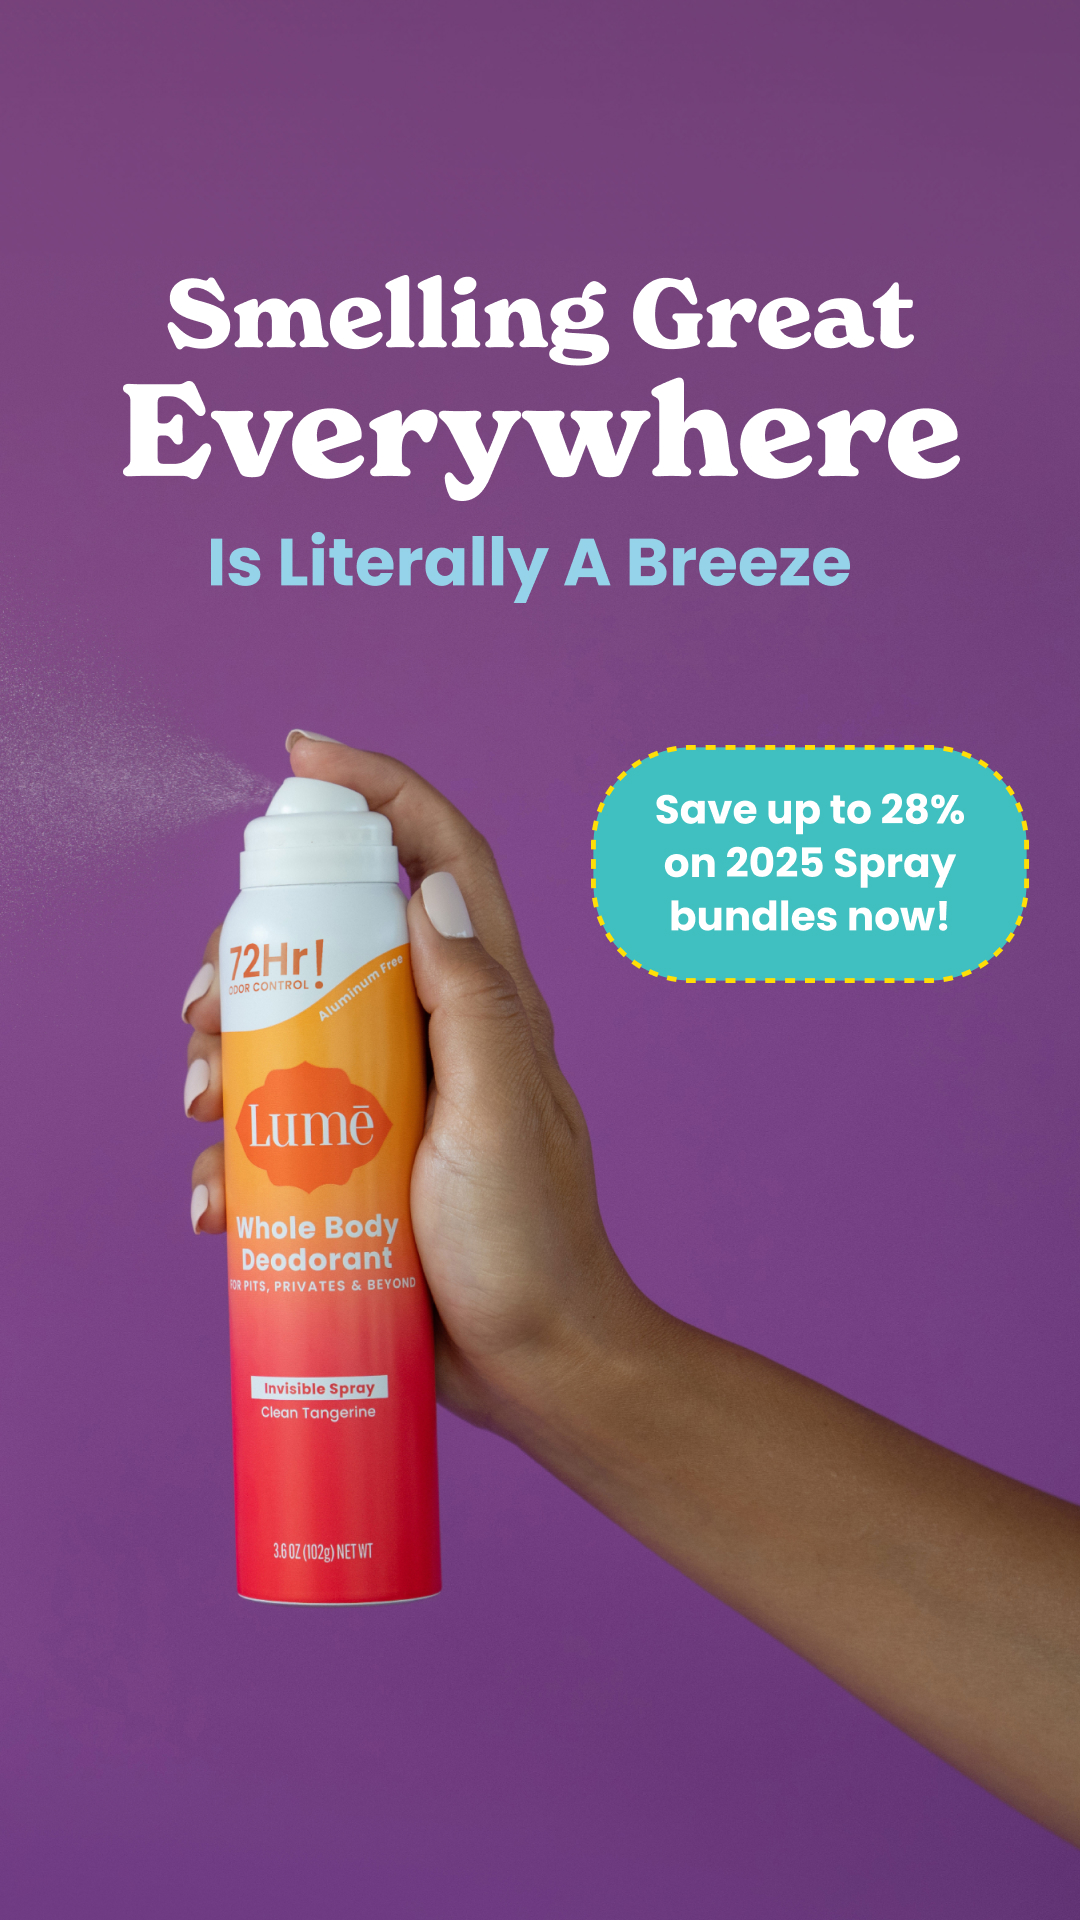 Smelling Great
Everywhere
Is Literally A Breeze
Save up to 28%
on 2025 Spray
bundles now!
72Hr!
ODOR CONTROL
Aluminum Free
Lumē
Whole Body
Deodorant
FOR PITS, PRIVATES & BEYOND
Invisible Spray
Clean Tangerine
3.6 OZ (102g) NET WT